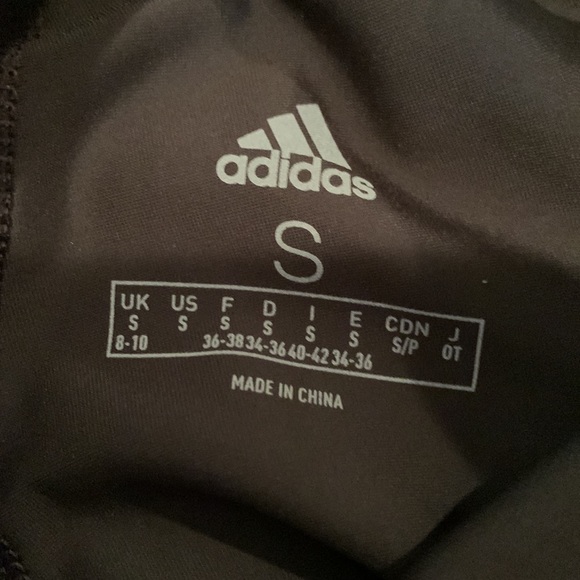 adidas
S
UK US F D I E CDN J
S S S S S S S/P OT
8-10 36-38 34-36 40-42 34-36
MADE IN CHINA